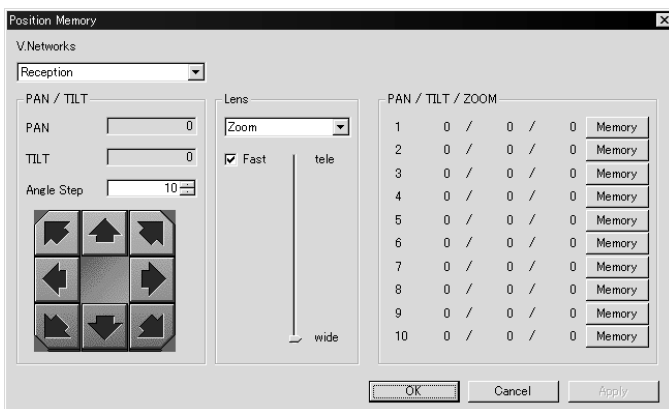 Position Memory
V.Networks
Reception
PAN / TILT
PAN 0
TILT 0
Angle Step 10
Lens
Zoom
Fast
tele
wide
PAN / TILT / ZOOM
1 0 / 0 / 0 Memory
2 0 / 0 / 0 Memory
3 0 / 0 / 0 Memory
4 0 / 0 / 0 Memory
5 0 / 0 / 0 Memory
6 0 / 0 / 0 Memory
7 0 / 0 / 0 Memory
8 0 / 0 / 0 Memory
9 0 / 0 / 0 Memory
10 0 / 0 / 0 Memory
OK Cancel Apply